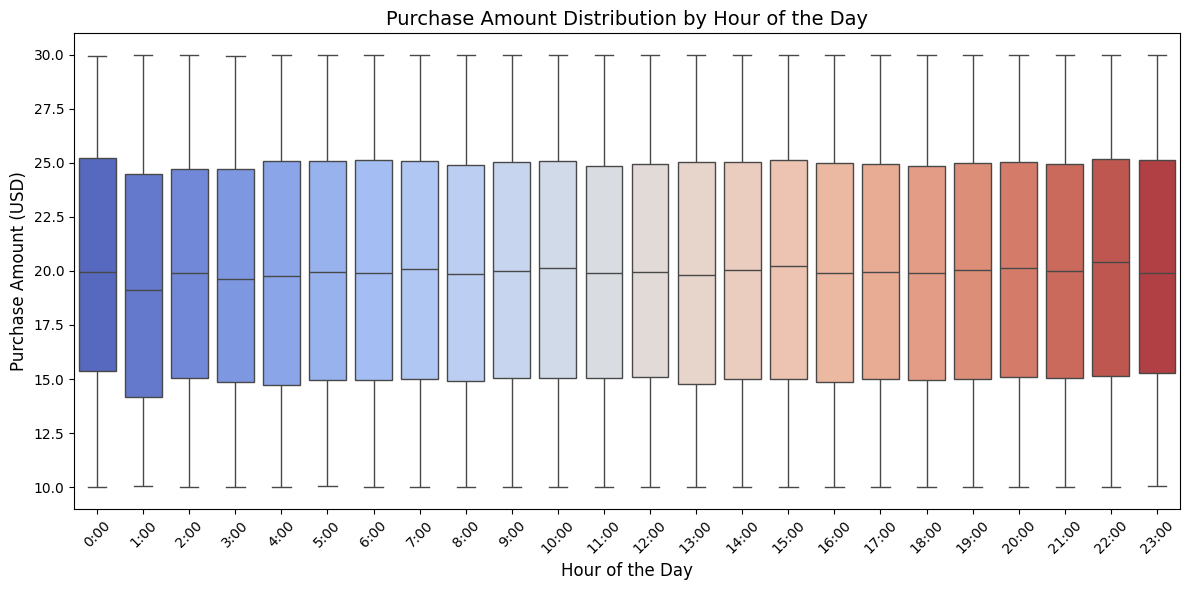 Purchase Amount Distribution by Hour of the Day
Purchase Amount (USD)
30.0
27.5
25.0
22.5
20.0
17.5
15.0
12.5
10.0
0:00 1:00 2:00 3:00 4:00 5:00 6:00 7:00 8:00 9:00 10:00 11:00 12:00 13:00 14:00 15:00 16:00 17:00 18:00 19:00 20:00 21:00 22:00 23:00
Hour of the Day